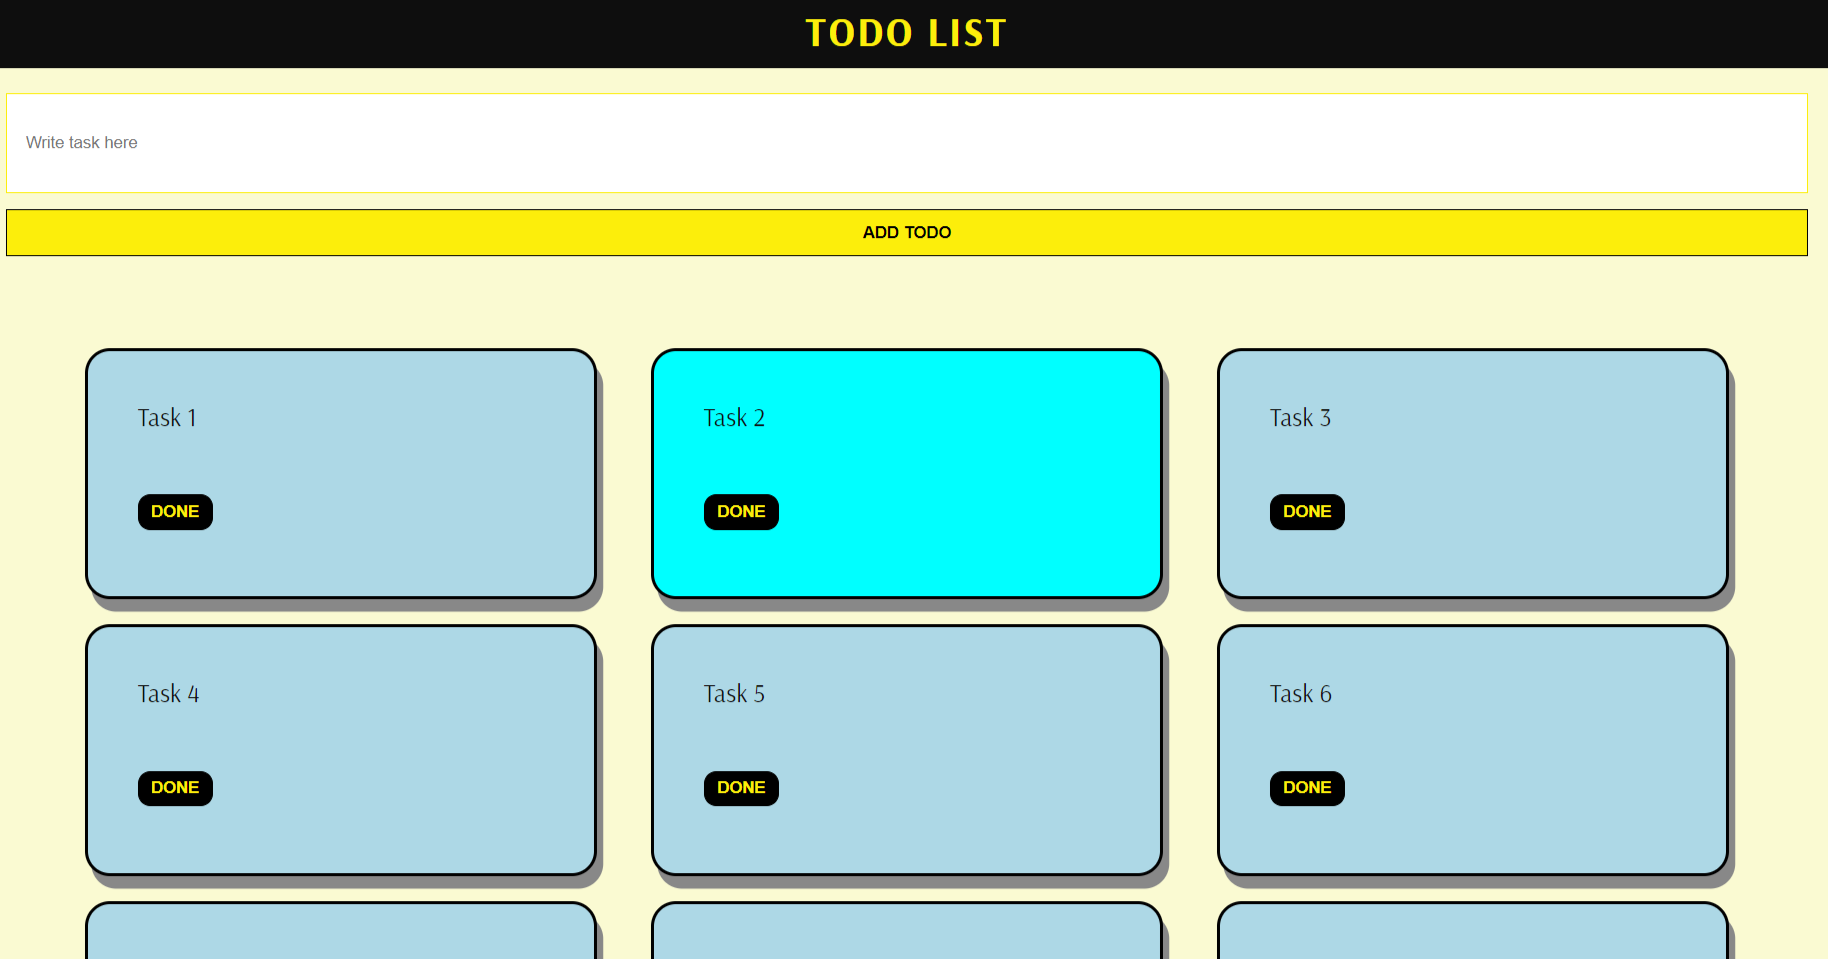 TODO LIST
Write task here
ADD TODO
Task 1
Task 2
Task 3
DONE
DONE
DONE
Task 4
Task 5
Task 6
DONE
DONE
DONE